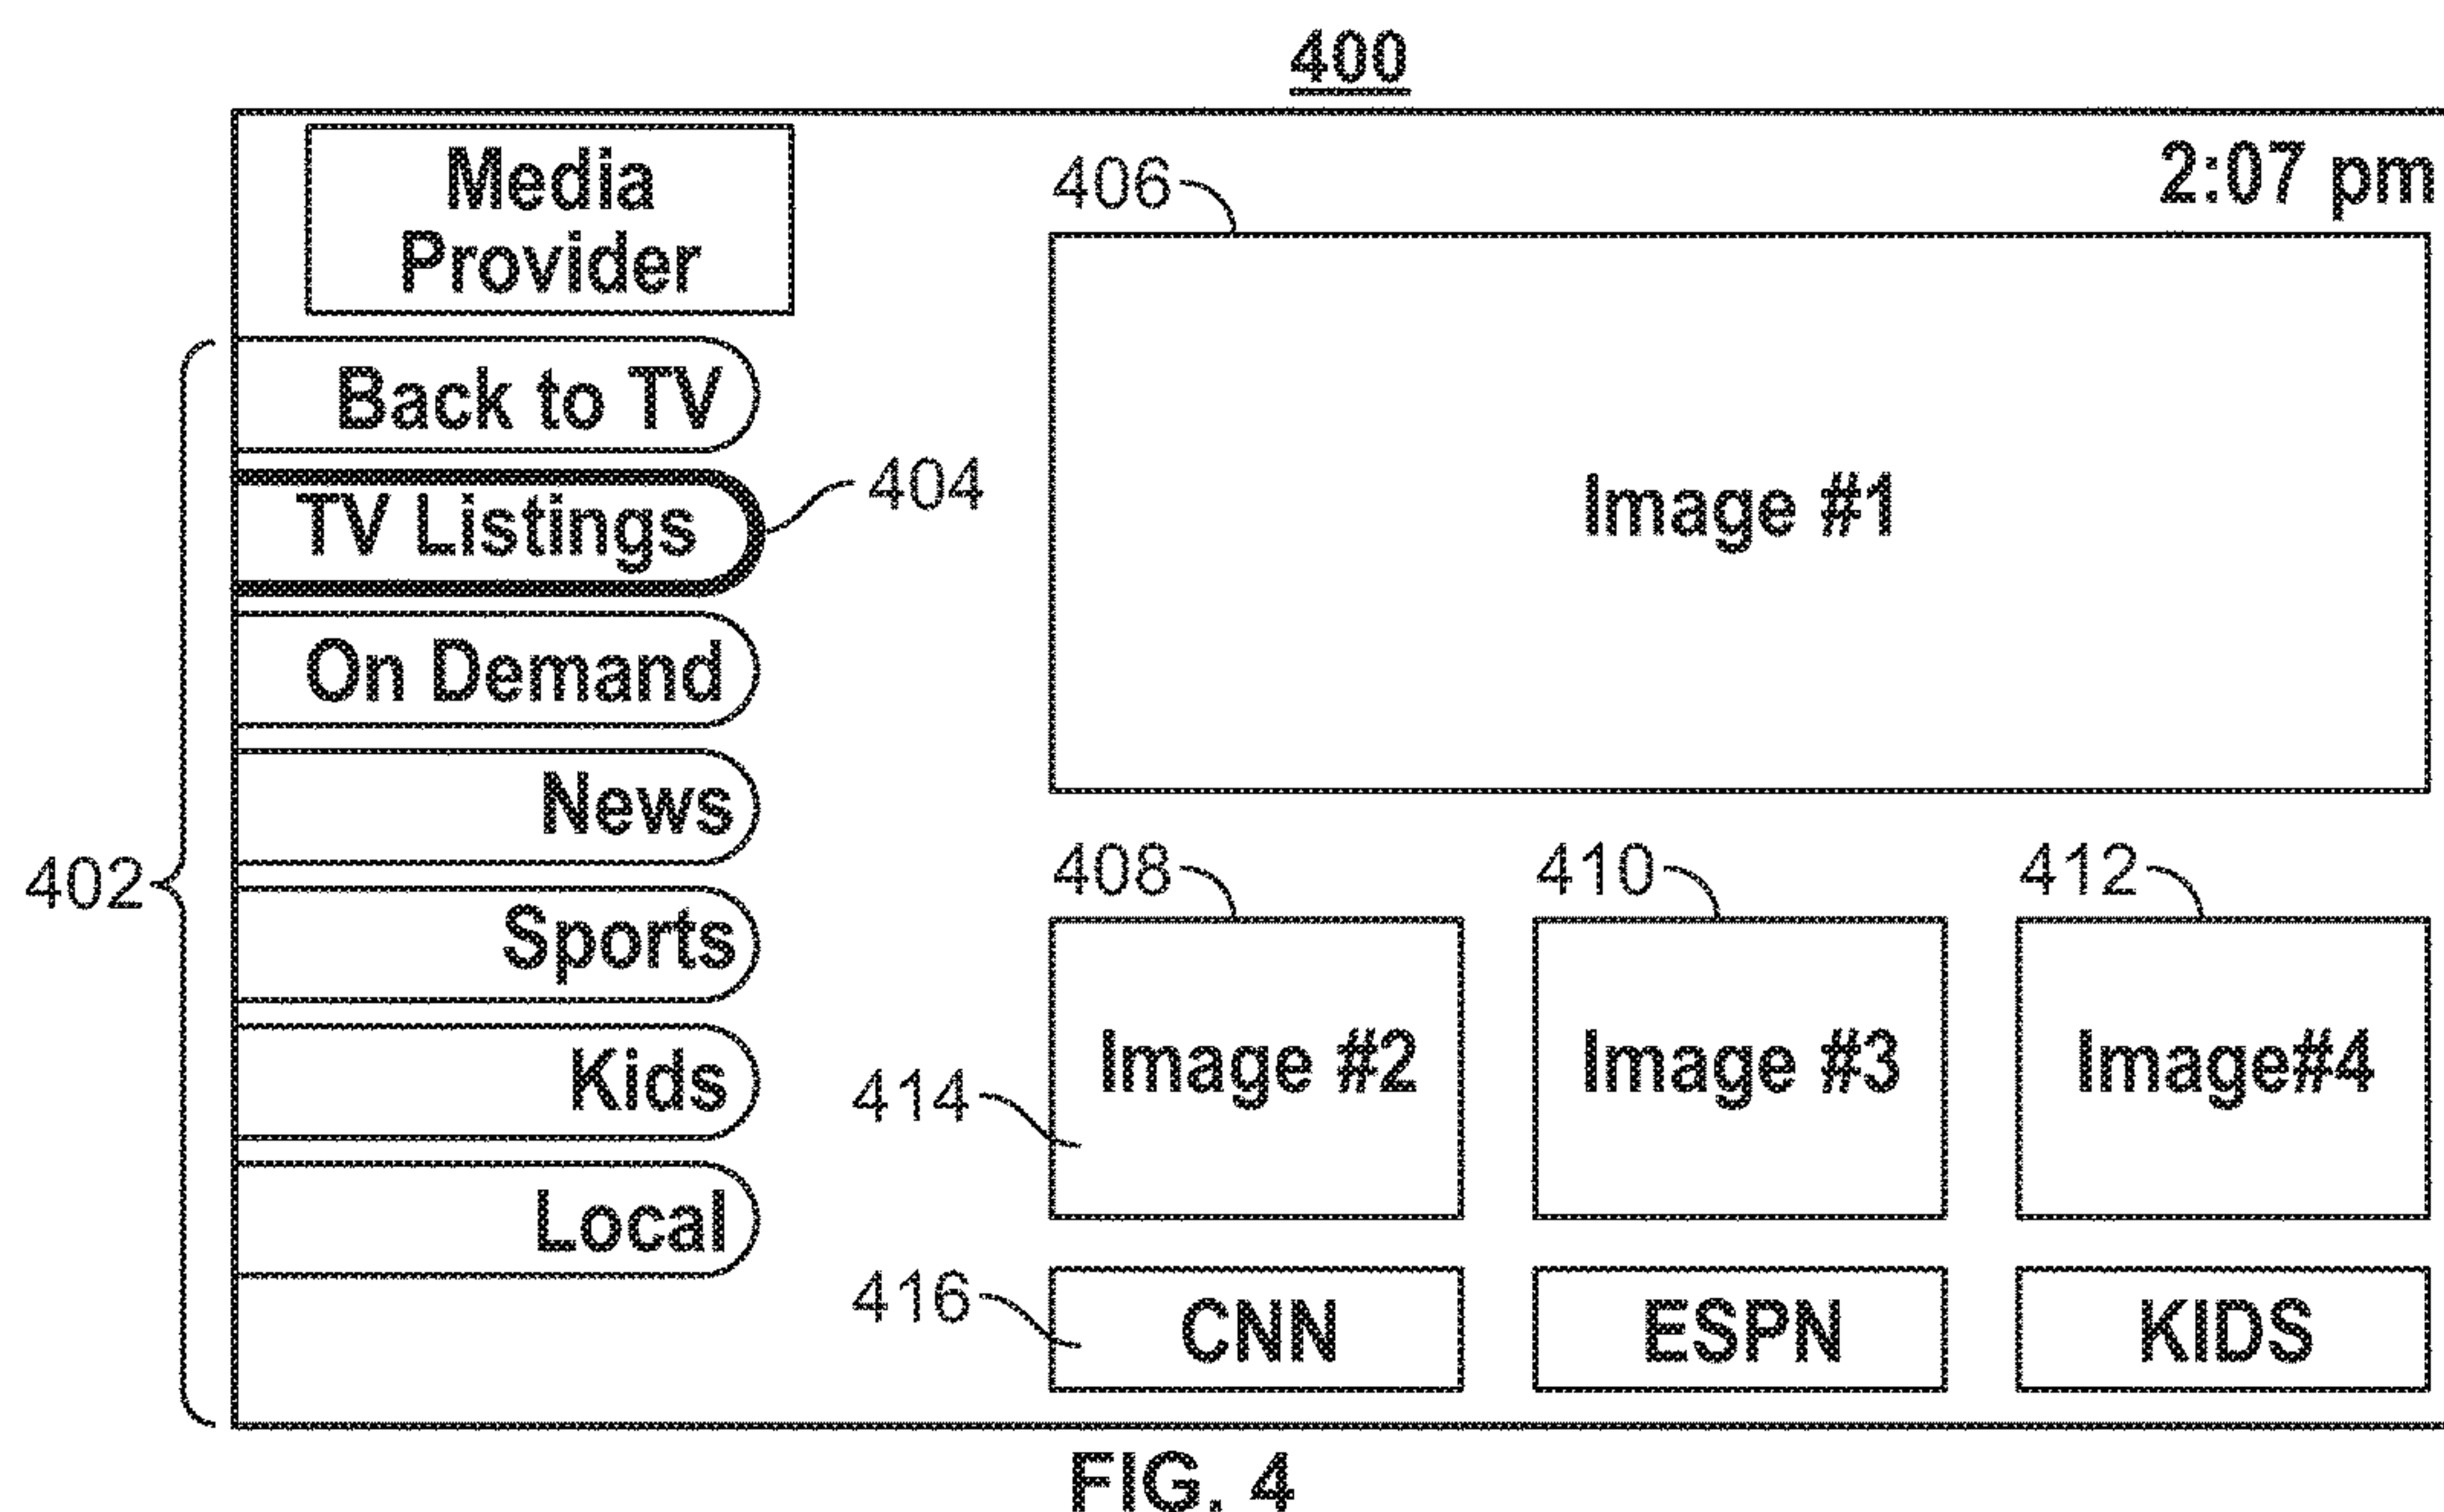 400
Media
Provider
2:07 pm
406
Back to TV
TV Listings
404
Image #1
On Demand
News
402
408
410
412
Sports
Image #2
Image #3
Image#4
Kids
414
Local
416
CNN
ESPN
KIDS
FIG. 4